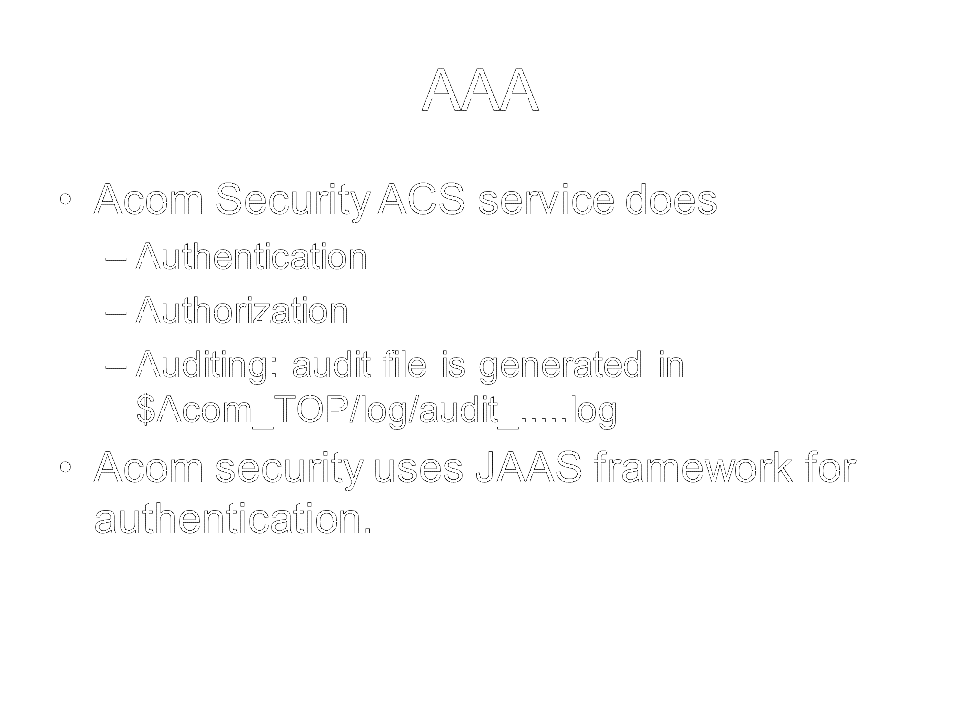 AAA
• Acom Security ACS service does
– Authentication
– Authorization
– Auditing: audit file is generated in
$Acom_TOP/log/audit_.....log
• Acom security uses JAAS framework for
authentication.